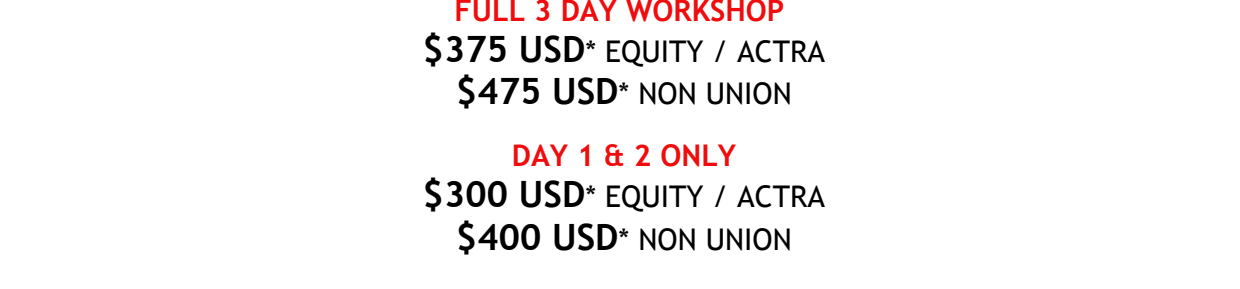 FULL 3 DAY WORKSHOP
$375 USD* EQUITY / ACTRA
$475 USD* NON UNION
DAY 1 & 2 ONLY
$300 USD* EQUITY / ACTRA
$400 USD* NON UNION